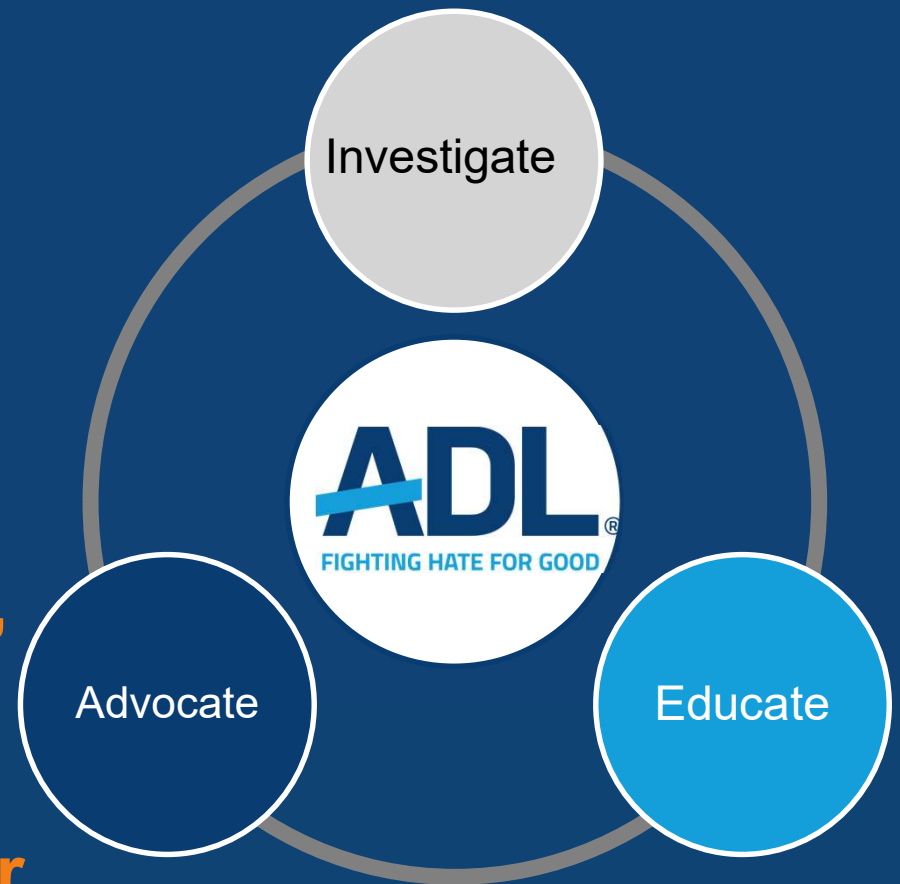 Investigate
ADL®
FIGHTING HATE FOR GOOD
Advocate
Educate
r